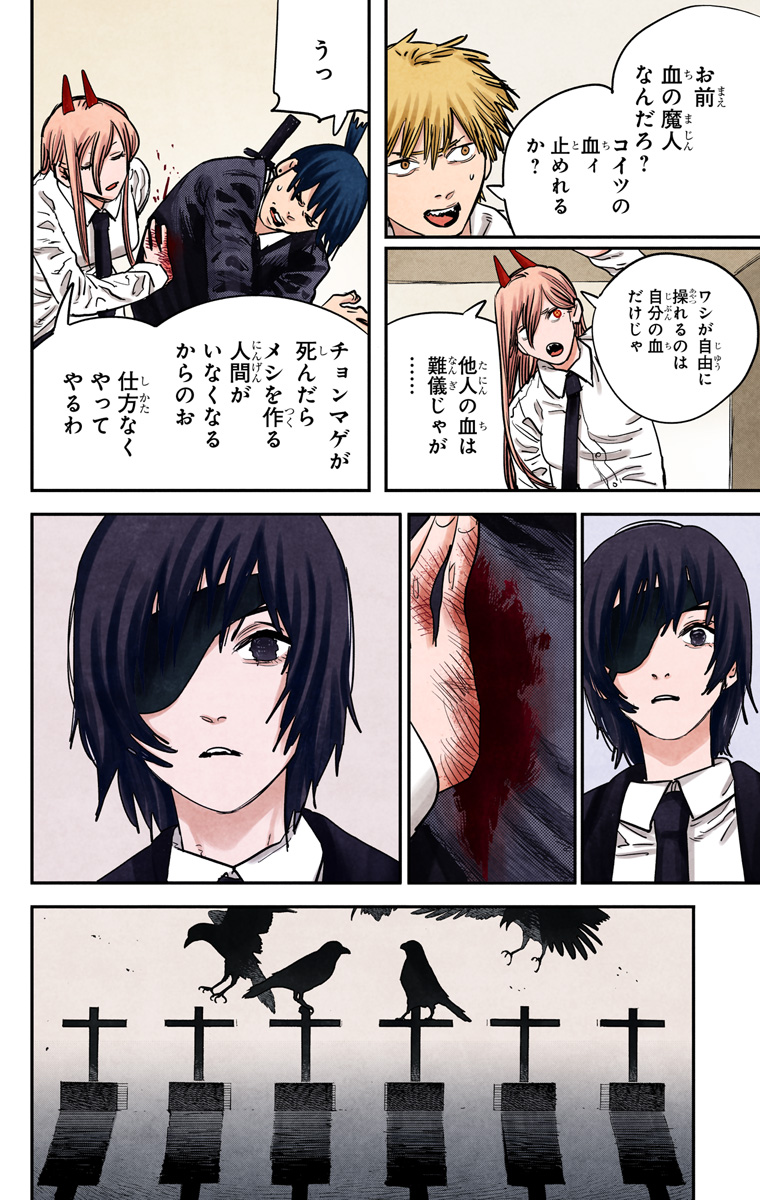 お前
血の魔人
なんだろ?
コイツの
血ィ
止めれる
か?
ワシが自由に
操れるのは
自分の血
だけじゃ
他人の血は
難儀じゃが
……
うっ
チョンマゲが
死んだら
メシを作る
人間が
いなくなる
からのお
仕方なく
やって
やるわ